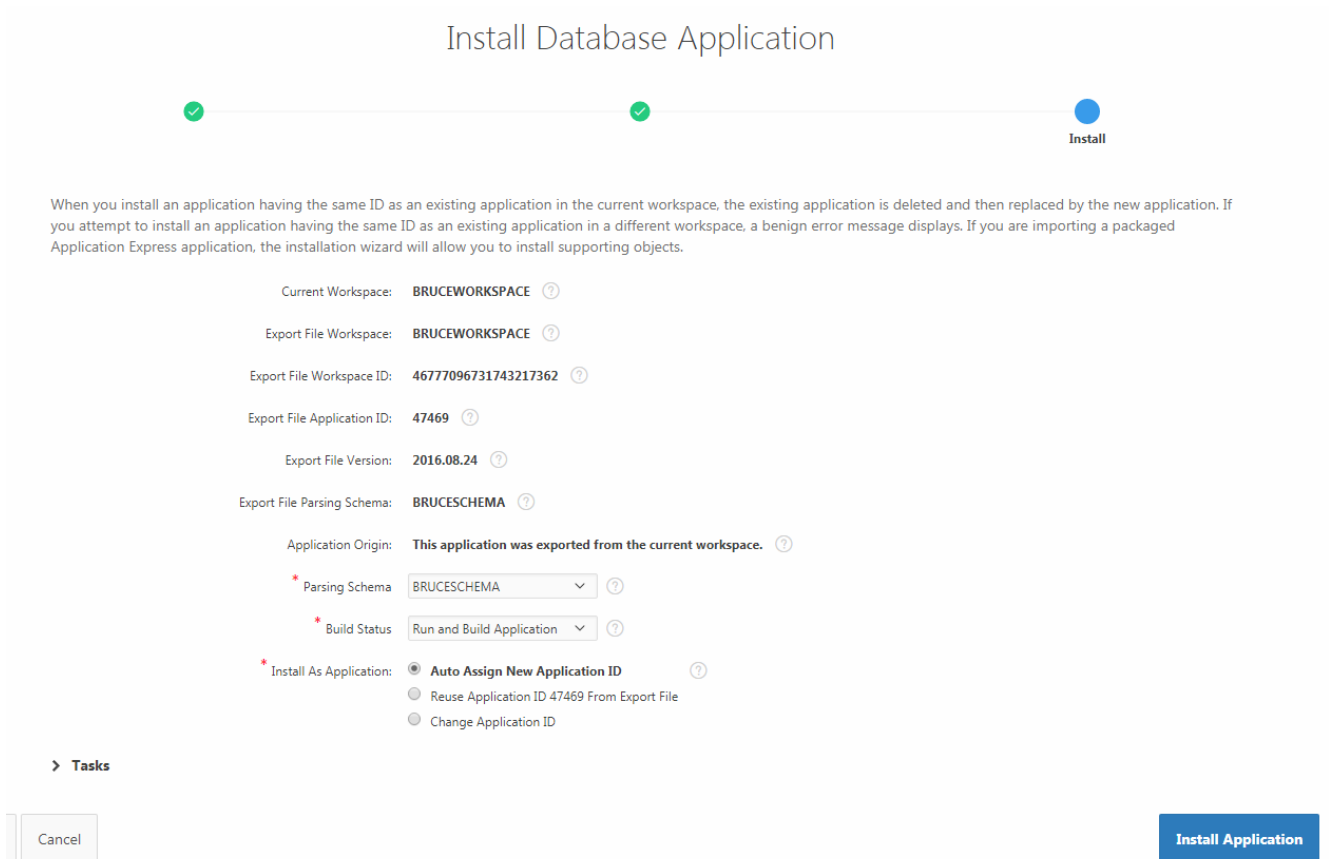 Install Database Application
Install
When you install an application having the same ID as an existing application in the current workspace, the existing application is deleted and then replaced by the new application. If
you attempt to install an application having the same ID as an existing application in a different workspace, a benign error message displays. If you are importing a packaged
Application Express application, the installation wizard will allow you to install supporting objects.
Current Workspace: BRUCEWORKSPACE ?
Export File Workspace: BRUCEWORKSPACE ?
Export File Workspace ID: 46777096731743217362 ?
Export File Application ID: 47469 ?
Export File Version: 2016.08.24 ?
Export File Parsing Schema: BRUCESCHEMA ?
Application Origin: This application was exported from the current workspace. ?
* Parsing Schema BRUCESCHEMA ?
* Build Status Run and Build Application ?
* Install As Application: Auto Assign New Application ID ?
Reuse Application ID 47469 From Export File
Change Application ID
Tasks
Cancel
Install Application